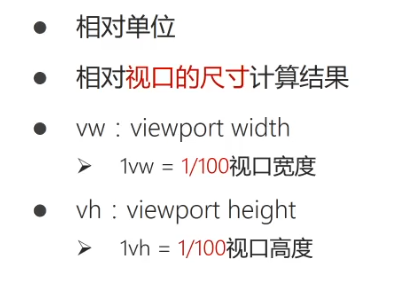 ● 相对单位
● 相对视口的尺寸计算结果
● vw：viewport width
➢ 1vw = 1/100视口宽度
● vh：viewport height
➢ 1vh = 1/100视口高度